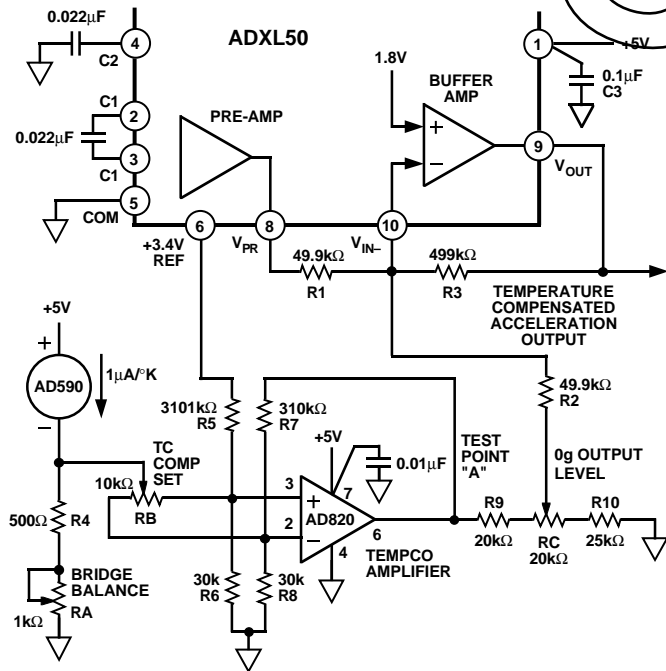 0.022µF
4
C2
ADXL50
1
+5V
0.1µF
C3
1.8V
BUFFER
AMP
+
−
PRE-AMP
C1
2
0.022µF
3
C1
9
VOUT
5
COM
6
8
10
+3.4V
REF
VPR
VIN−
49.9kΩ
R1
499kΩ
R3
TEMPERATURE
COMPENSATED
ACCELERATION
OUTPUT
+5V
+
AD590
−
1µA/°K
3101kΩ
R5
310kΩ
R7
49.9kΩ
R2
+5V
0.01µF
TEST
POINT
"A"
0g OUTPUT
LEVEL
TC
COMP
SET
10kΩ
RB
3
+
7
2
−
AD820
6
4
TEMPCO
AMPLIFIER
R9
20kΩ
RC
20kΩ
R10
25kΩ
500Ω
R4
30k
R6
30k
R8
BRIDGE
BALANCE
RA
1kΩ